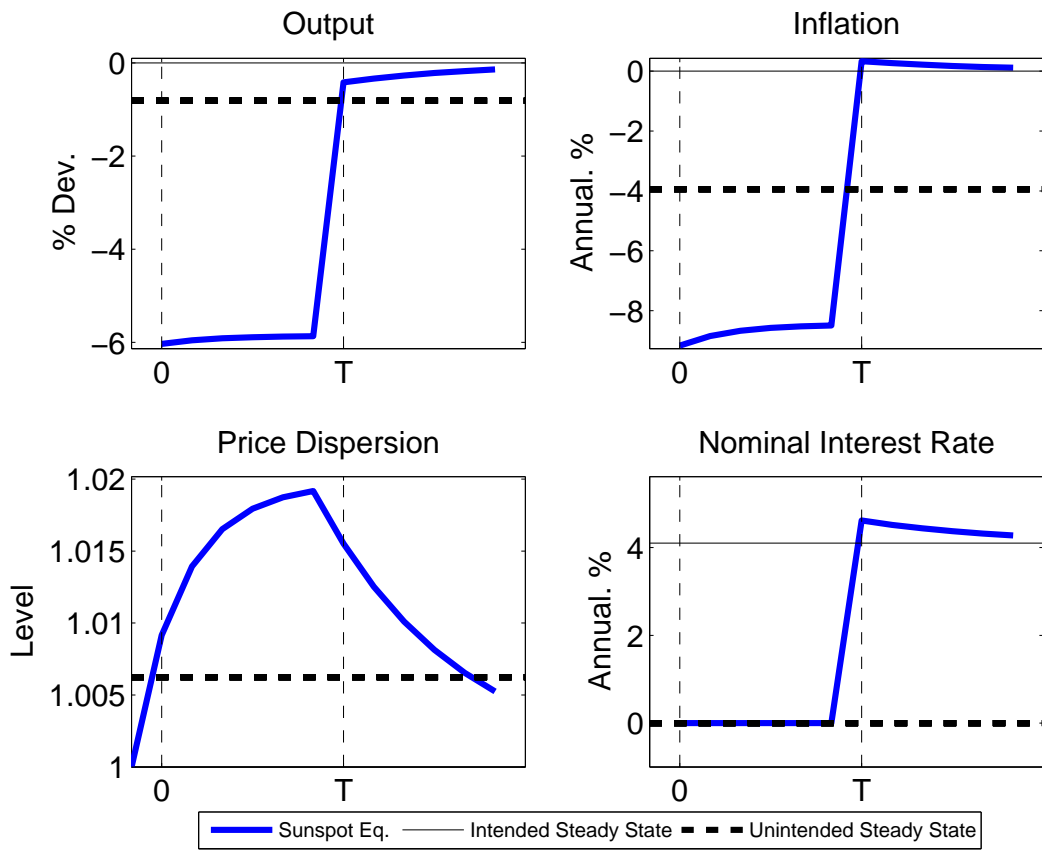 Output
Inflation
% Dev.
0
−2
−4
−6
0
T
Annual. %
0
−2
−4
−6
−8
0
T
Price Dispersion
Nominal Interest Rate
Level
1.02
1.015
1.01
1.005
1
0
T
Annual. %
4
2
0
0
T
Sunspot Eq. Intended Steady State Unintended Steady State